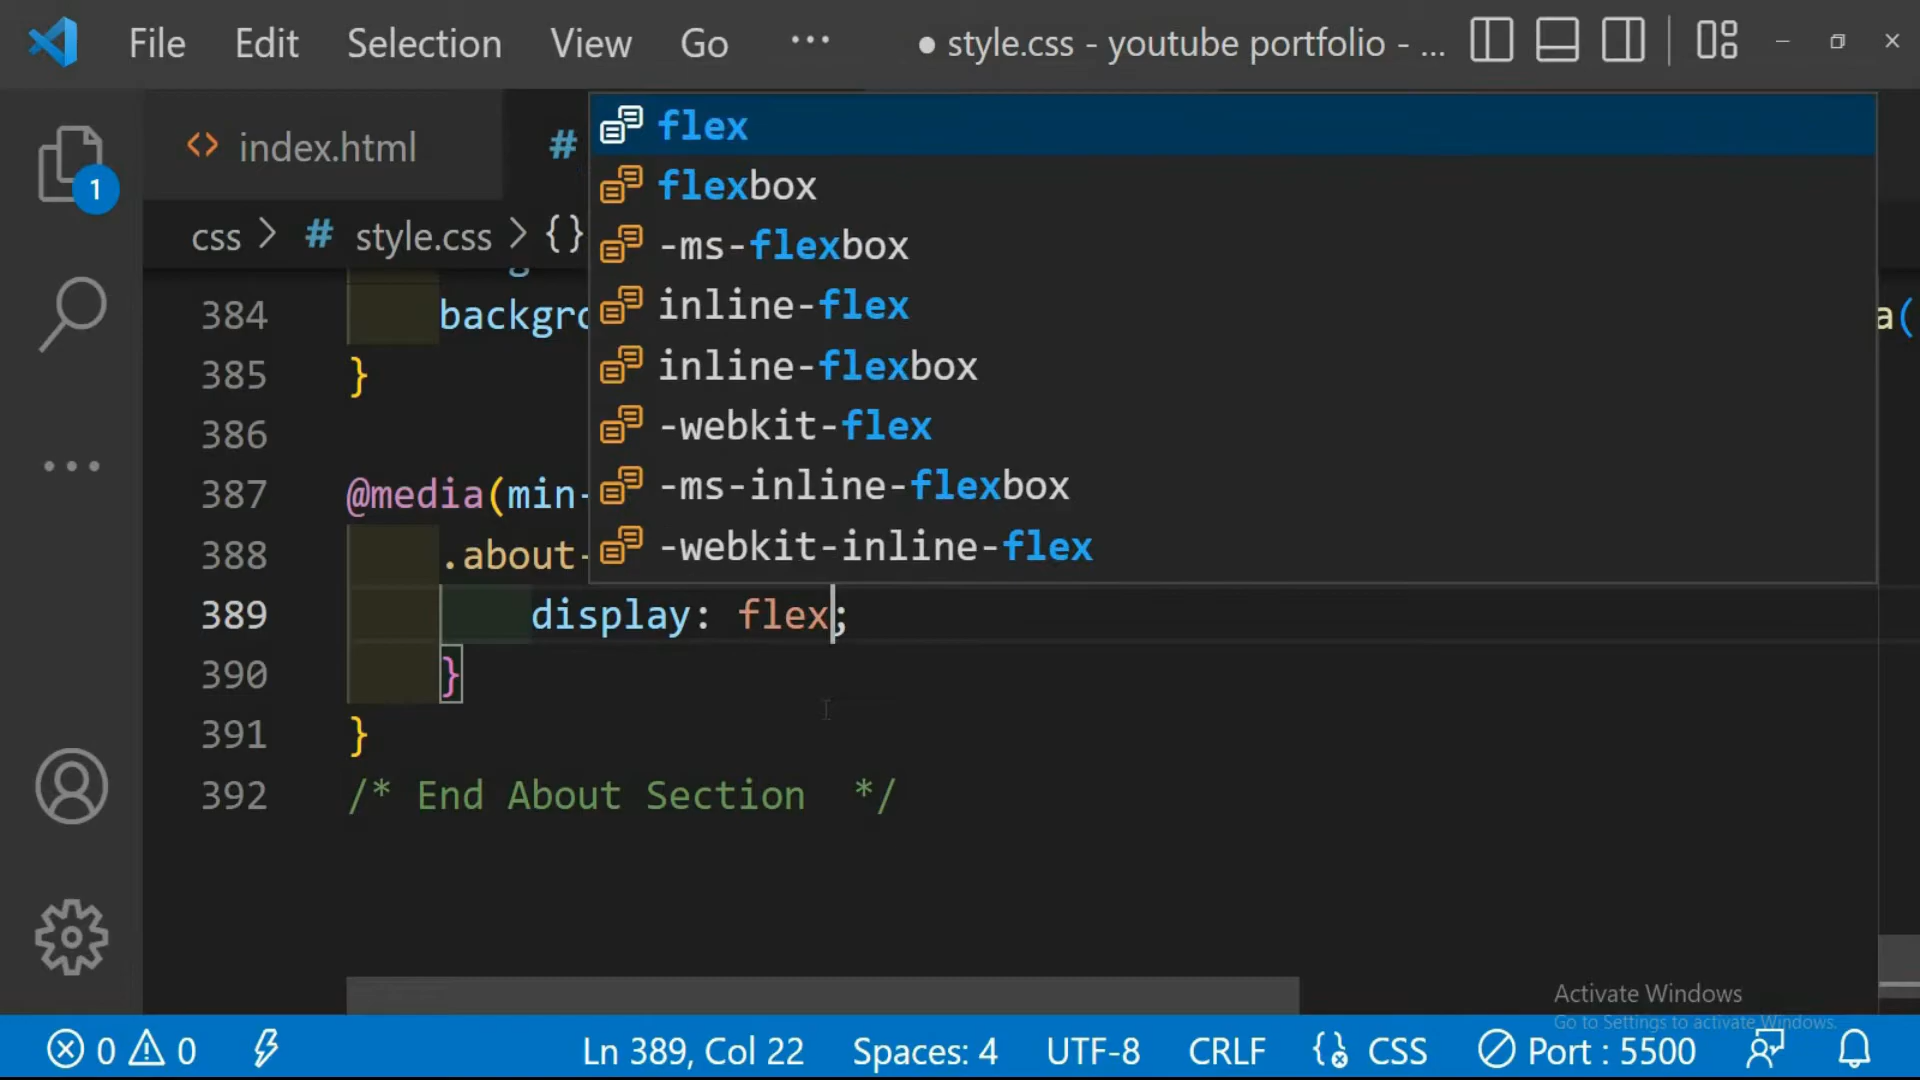 File Edit Selection View Go ... ● style.css - youtube portfolio - ...
1
<> index.html #
css > # style.css > {}
flex
flexbox
-ms-flexbox
inline-flex
inline-flexbox
-webkit-flex
-ms-inline-flexbox
-webkit-inline-flex
384 backgro a(
385 }
386
387 @media(min-
388 .about-
389 display: flex;
390 }
391 }
392 /* End About Section  */
Activate Windows
Go to Settings to activate Windows.
0 0 Ln 389, Col 22 Spaces: 4 UTF-8 CRLF {} CSS Port : 5500